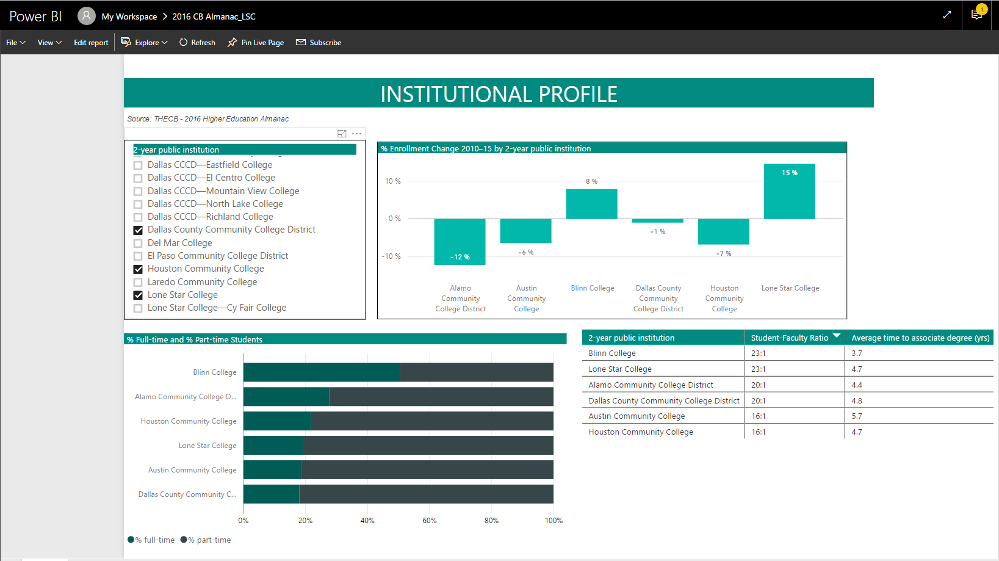 Power BI
My Workspace > 2016 CB Almanac_LSC
1
File
View
Edit report
Explore
Refresh
Pin Live Page
Subscribe
INSTITUTIONAL PROFILE
Source: THECB - 2016 Higher Education Almanac
2-year public institution
Dallas CCCD—Eastfield College
Dallas CCCD—El Centro College
Dallas CCCD—Mountain View College
Dallas CCCD—North Lake College
Dallas CCCD—Richland College
Dallas County Community College District
Del Mar College
El Paso Community College District
Houston Community College
Laredo Community College
Lone Star College
Lone Star College—Cy Fair College
% Enrollment Change 2010–15 by 2-year public institution
10 %
0 %
-10 %
-12 %
-6 %
8 %
-1 %
-7 %
15 %
Alamo
Community
College District
Austin
Community
College
Blinn College
Dallas County
Community
College District
Houston
Community
College
Lone Star College
% Full-time and % Part-time Students
Blinn College
Alamo Community College D...
Houston Community College
Lone Star College
Austin Community College
Dallas County Community C...
0% 20% 40% 60% 80% 100%
% full-time % part-time
2-year public institution Student-Faculty Ratio Average time to associate degree (yrs)
Blinn College 23:1 3.7
Lone Star College 23:1 4.7
Alamo Community College District 20:1 4.4
Dallas County Community College District 20:1 4.8
Austin Community College 16:1 5.7
Houston Community College 16:1 4.7